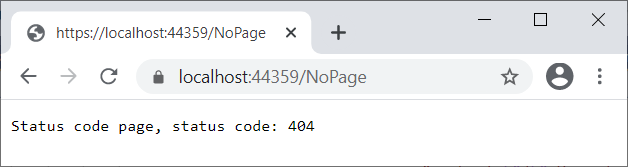 https://localhost:44359/NoPage
localhost:44359/NoPage
Status code page, status code: 404